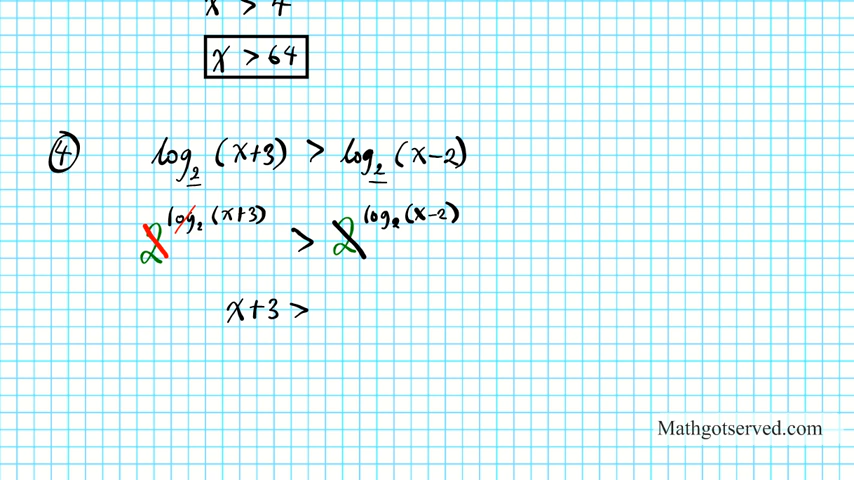 x > 4
x > 64
4 log₂ (x+3) > log₂ (x−2)
2^log₂ (x+3) > 2^log₂ (x−2)
x+3 >
Mathgotserved.com